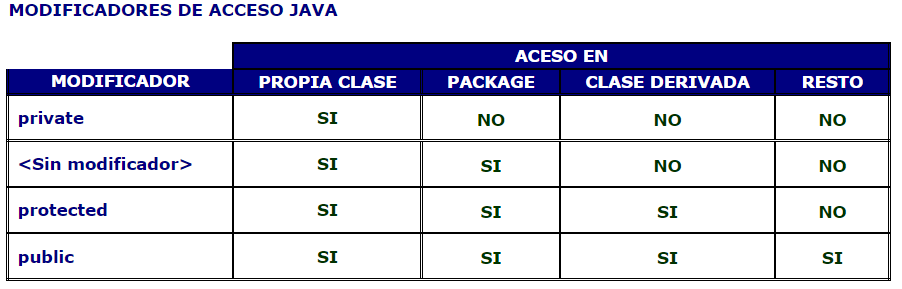 MODIFICADORES DE ACCESO JAVA
ACESO EN
MODIFICADOR PROPIA CLASE PACKAGE CLASE DERIVADA RESTO
private SI NO NO NO
<Sin modificador> SI SI NO NO
protected SI SI SI NO
public SI SI SI SI